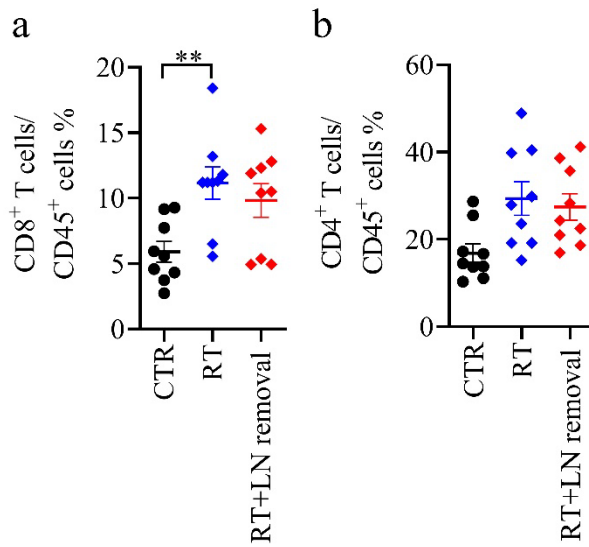 a
CD8+ T cells/
CD45+ cells %
20
15
10
5
0
**
CTR
RT
RT+LN removal
b
CD4+ T cells/
CD45+ cells %
60
40
20
0
CTR
RT
RT+LN removal